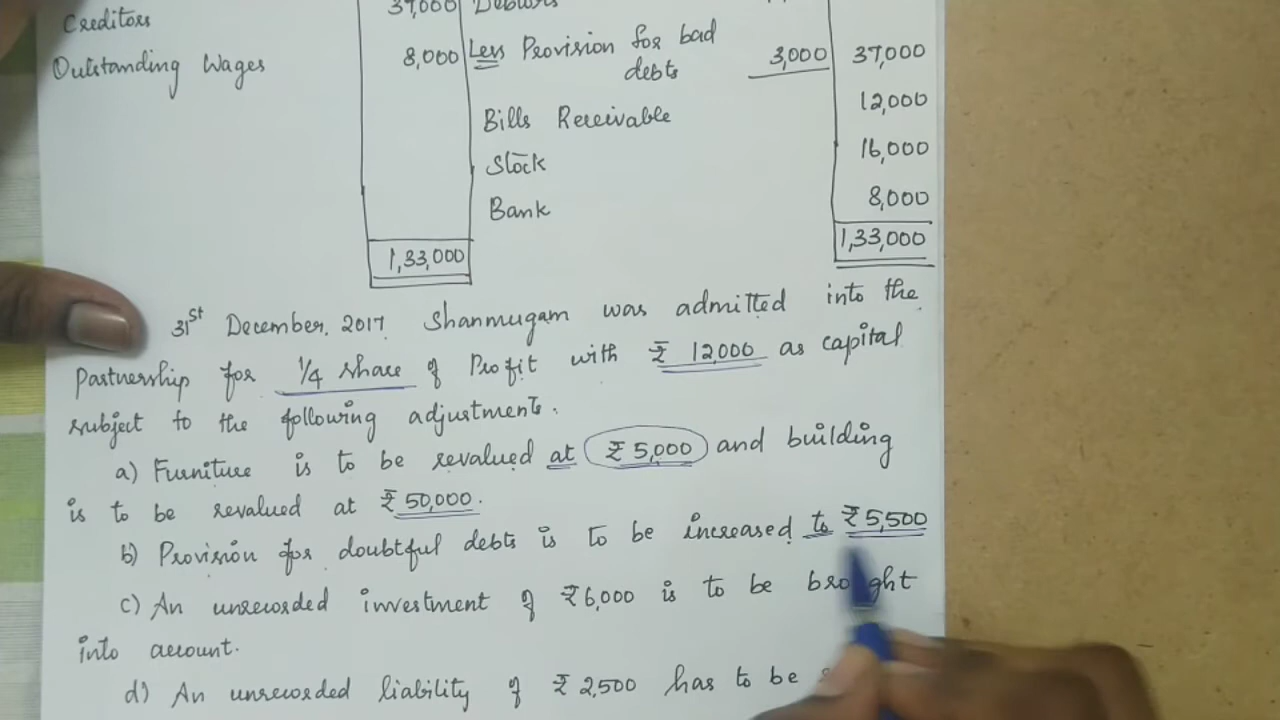 Creditors 37,000 Debtors
Outstanding Wages 8,000 Less Provision for bad debts 3,000 37,000
Bills Receivable 12,000
Stock 16,000
Bank 8,000
1,33,000 1,33,000
31st December, 2017 Shanmugam was admitted into the
Partnership for 1/4 share of Profit with ₹ 12,000 as capital
subject to the following adjustments.
a) Furniture is to be revalued at ₹ 5,000 and building
is to be revalued at ₹ 50,000.
b) Provision for doubtful debts is to be increased to ₹ 5,500
c) An unrecorded investment of ₹ 6,000 is to be brought
into account.
d) An unrecorded liability of ₹ 2,500 has to be